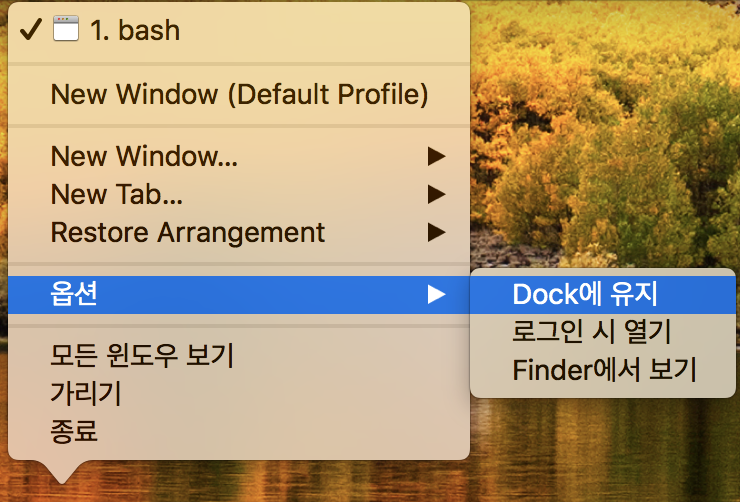 ✓ 1. bash
New Window (Default Profile)
New Window...
New Tab...
Restore Arrangement
옵션
Dock에 유지
로그인 시 열기
Finder에서 보기
모든 윈도우 보기
가리기
종료